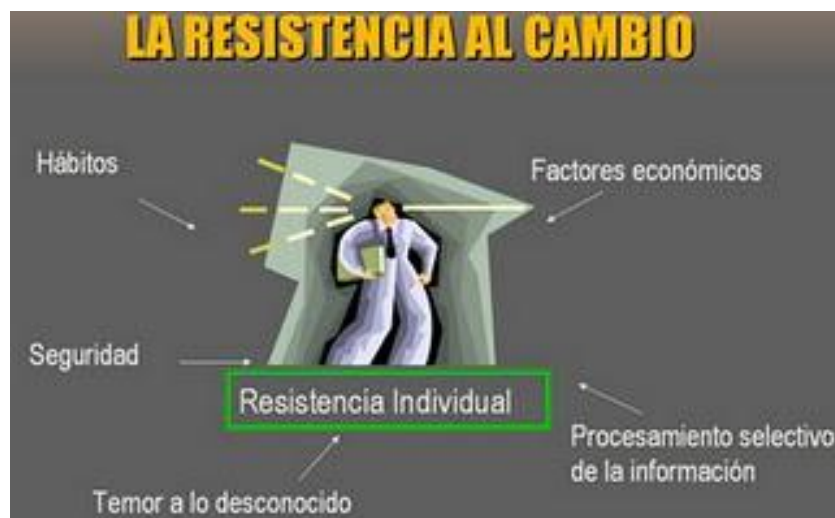 LA RESISTENCIA AL CAMBIO
Hábitos
Factores económicos
Seguridad
Resistencia Individual
Procesamiento selectivo
de la información
Temor a lo desconocido